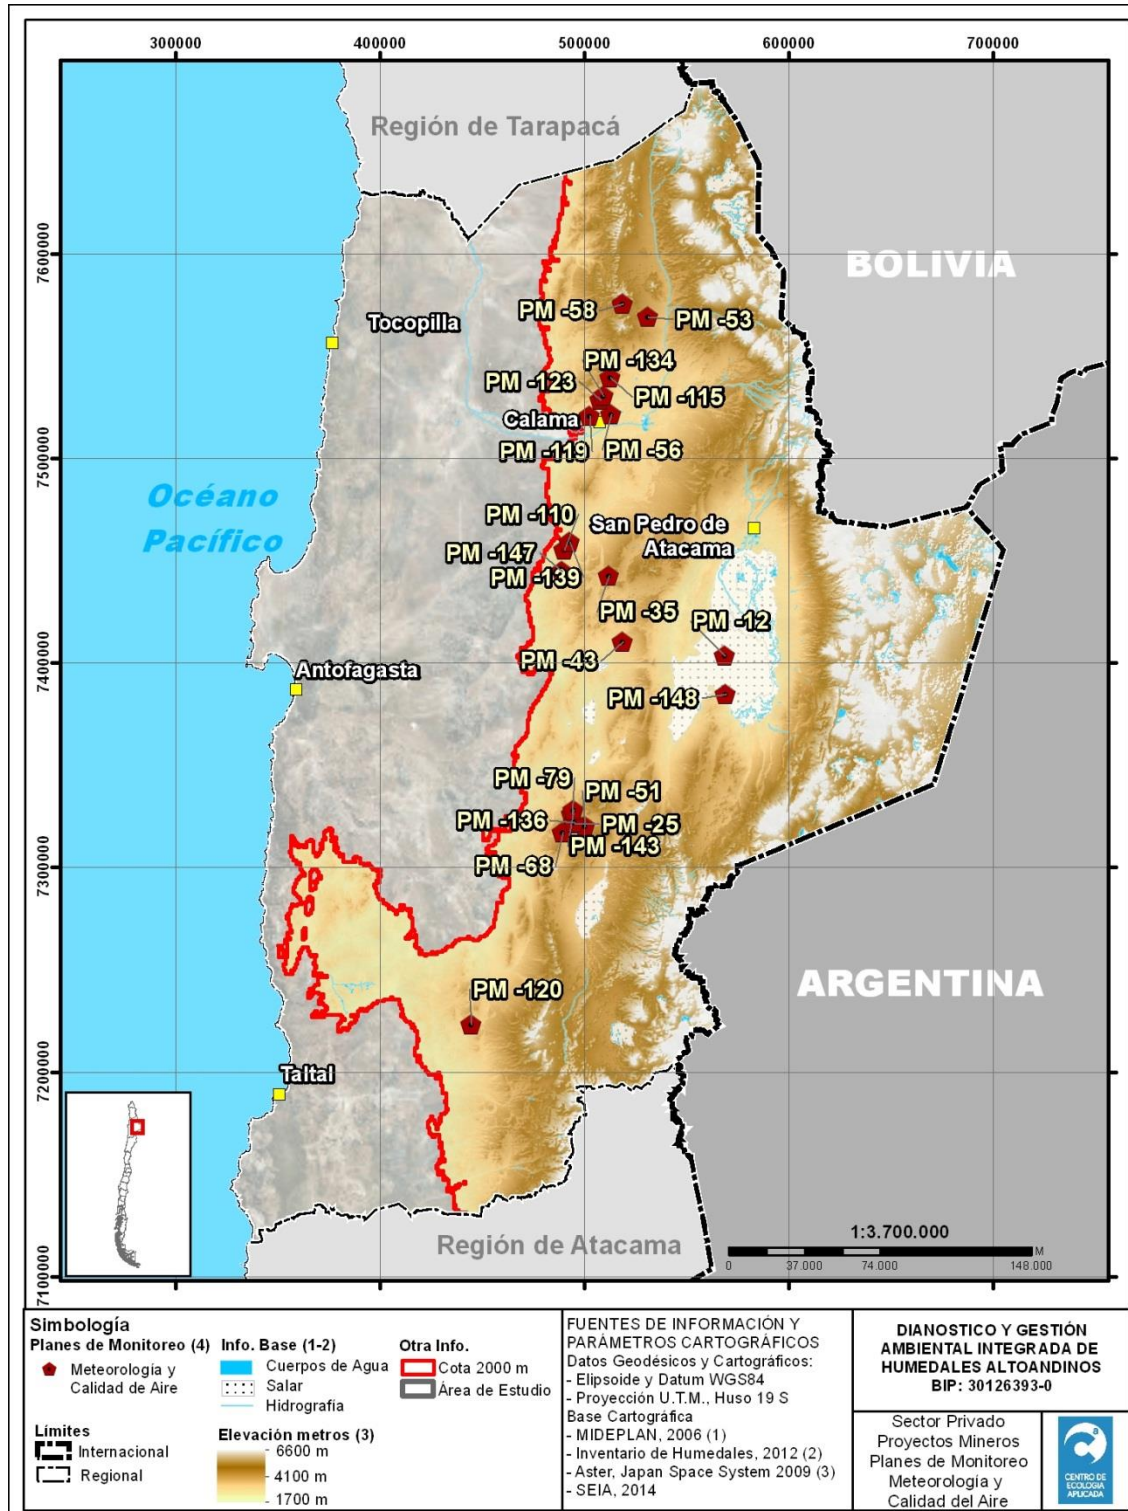 300000
400000
500000
600000
700000
Región de Tarapacá
7600000
BOLIVIA
PM -58
PM -53
Tocopilla
PM -134
PM -123
PM -115
Calama
PM -119
PM -56
7500000
Océano
Pacífico
PM -110
San Pedro de
Atacama
PM -147
PM -139
PM -35
PM -12
PM -43
7400000
Antofagasta
PM -148
PM -79
PM -51
PM -136
PM -25
PM -143
PM -68
7300000
ARGENTINA
PM -120
Taltal
7200000
Región de Atacama
1:3.700.000
M
0
37.000
74.000
148.000
7100000
Simbología
Planes de Monitoreo (4)
Meteorología y
Calidad de Aire
Límites
Internacional
Regional
Info. Base (1-2)
Cuerpos de Agua
Salar
Hidrografía
Elevación metros (3)
6600 m
4100 m
1700 m
Otra Info.
Cota 2000 m
Área de Estudio
FUENTES DE INFORMACIÓN Y
PARÁMETROS CARTOGRÁFICOS
Datos Geodésicos y Cartográficos:
- Elipsoide y Datum WGS84
- Proyección U.T.M., Huso 19 S
Base Cartográfica
- MIDEPLAN, 2006 (1)
- Inventario de Humedales, 2012 (2)
- Aster, Japan Space System 2009 (3)
- SEIA, 2014
DIANOSTICO Y GESTIÓN
AMBIENTAL INTEGRADA DE
HUMEDALES ALTOANDINOS
BIP: 30126393-0
Sector Privado
Proyectos Mineros
Planes de Monitoreo
Meteorología y
Calidad del Aire
CENTRO DE
ECOLOGIA
APLICADA